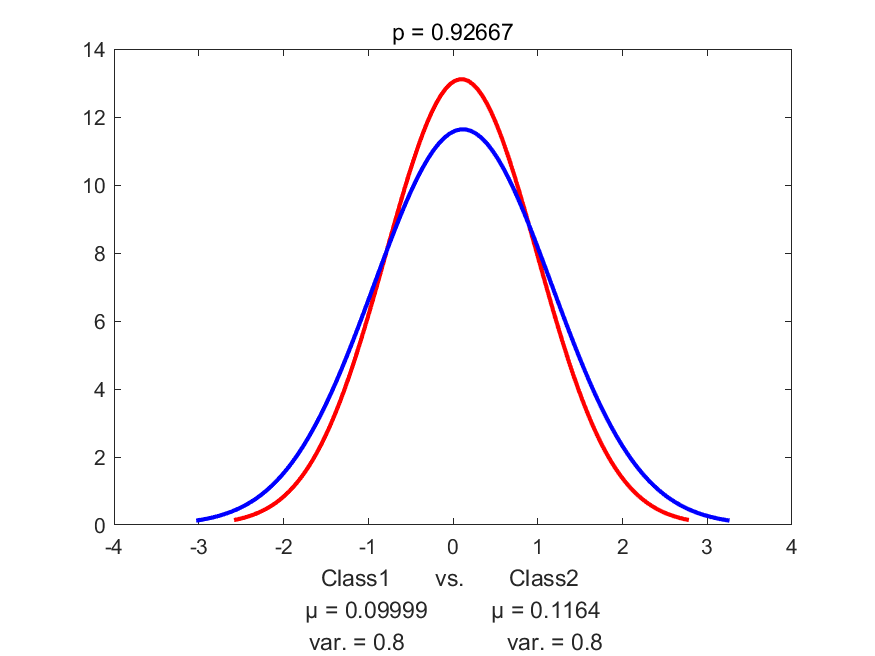 p = 0.92667
14
12
10
8
6
4
2
0
-4 -3 -2 -1 0 1 2 3 4
Class1 vs. Class2
μ = 0.09999 μ = 0.1164
var. = 0.8 var. = 0.8